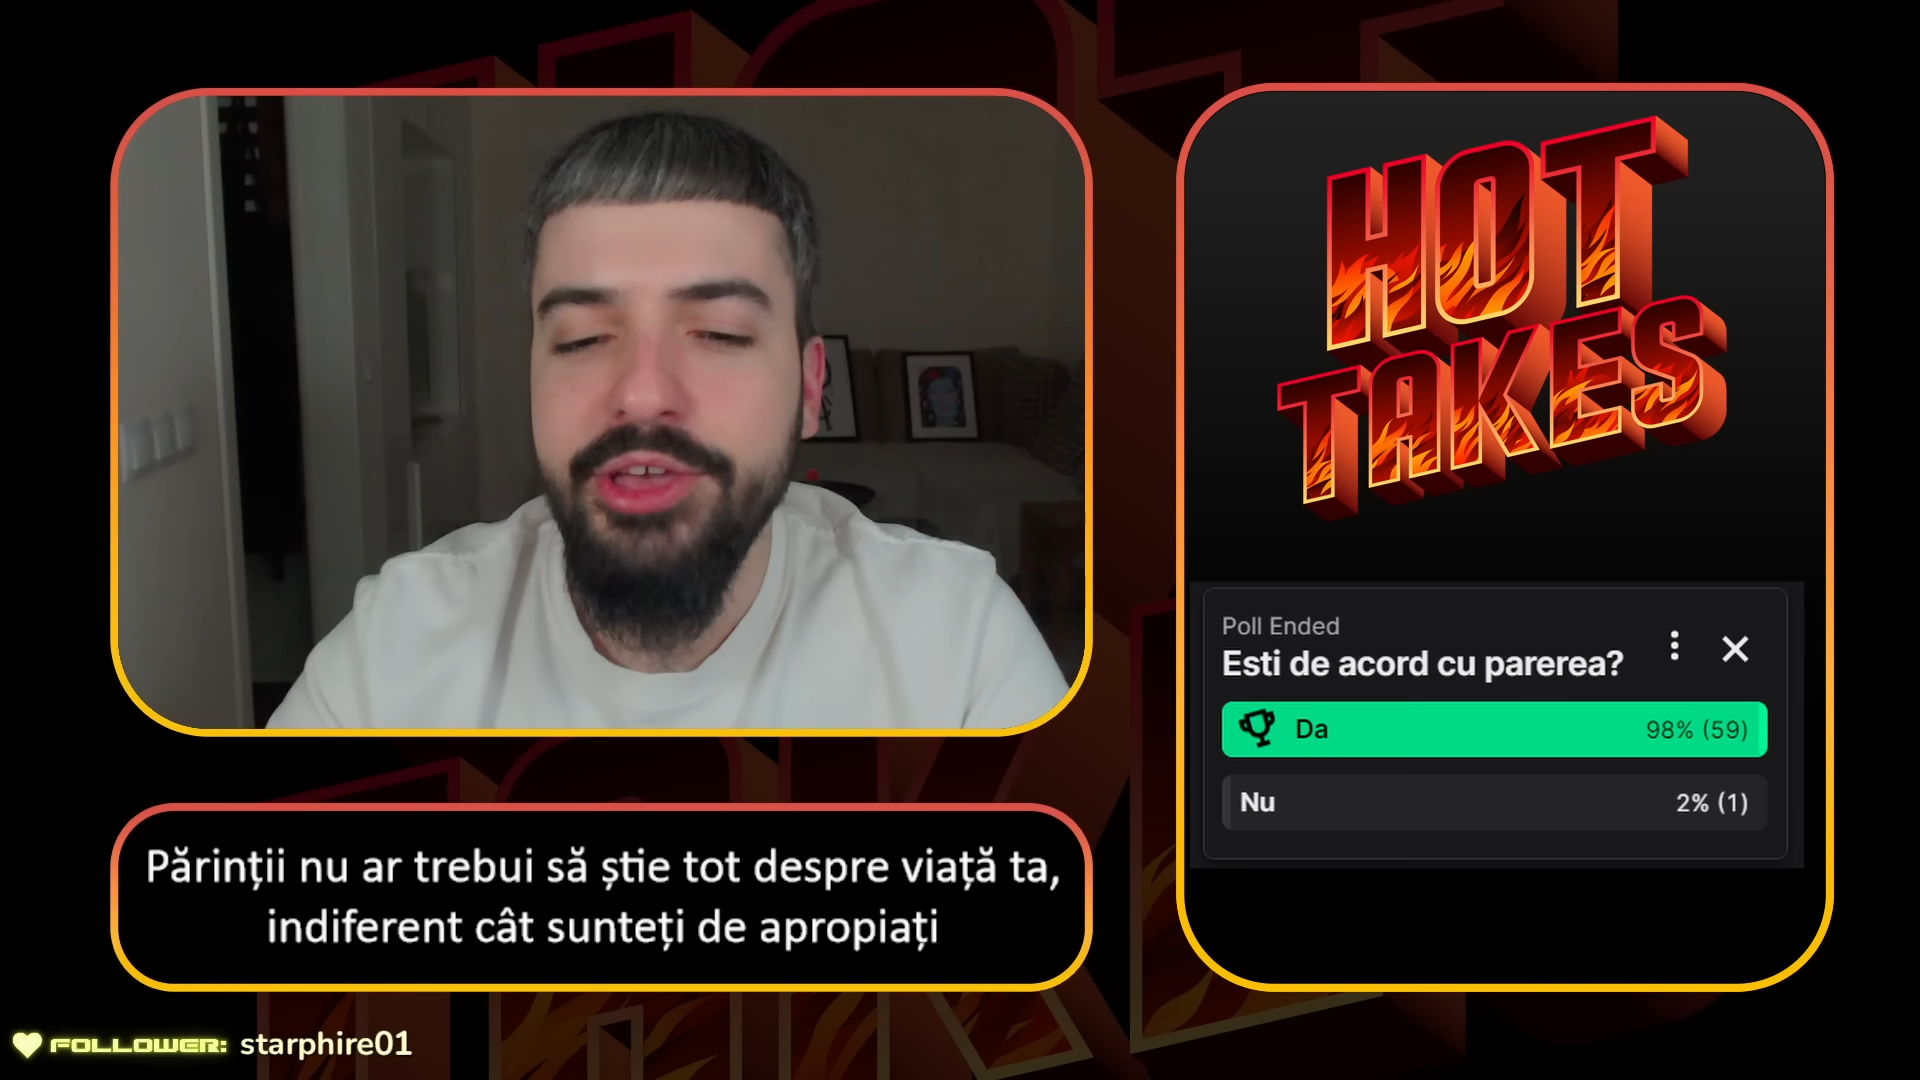 HOT
TAKES
Poll Ended
Esti de acord cu parerea?
Da 98% (59)
Nu 2% (1)
Părinții nu ar trebui să știe tot despre viață ta,
indiferent cât sunteți de apropiați
FOLLOWER: starphire01